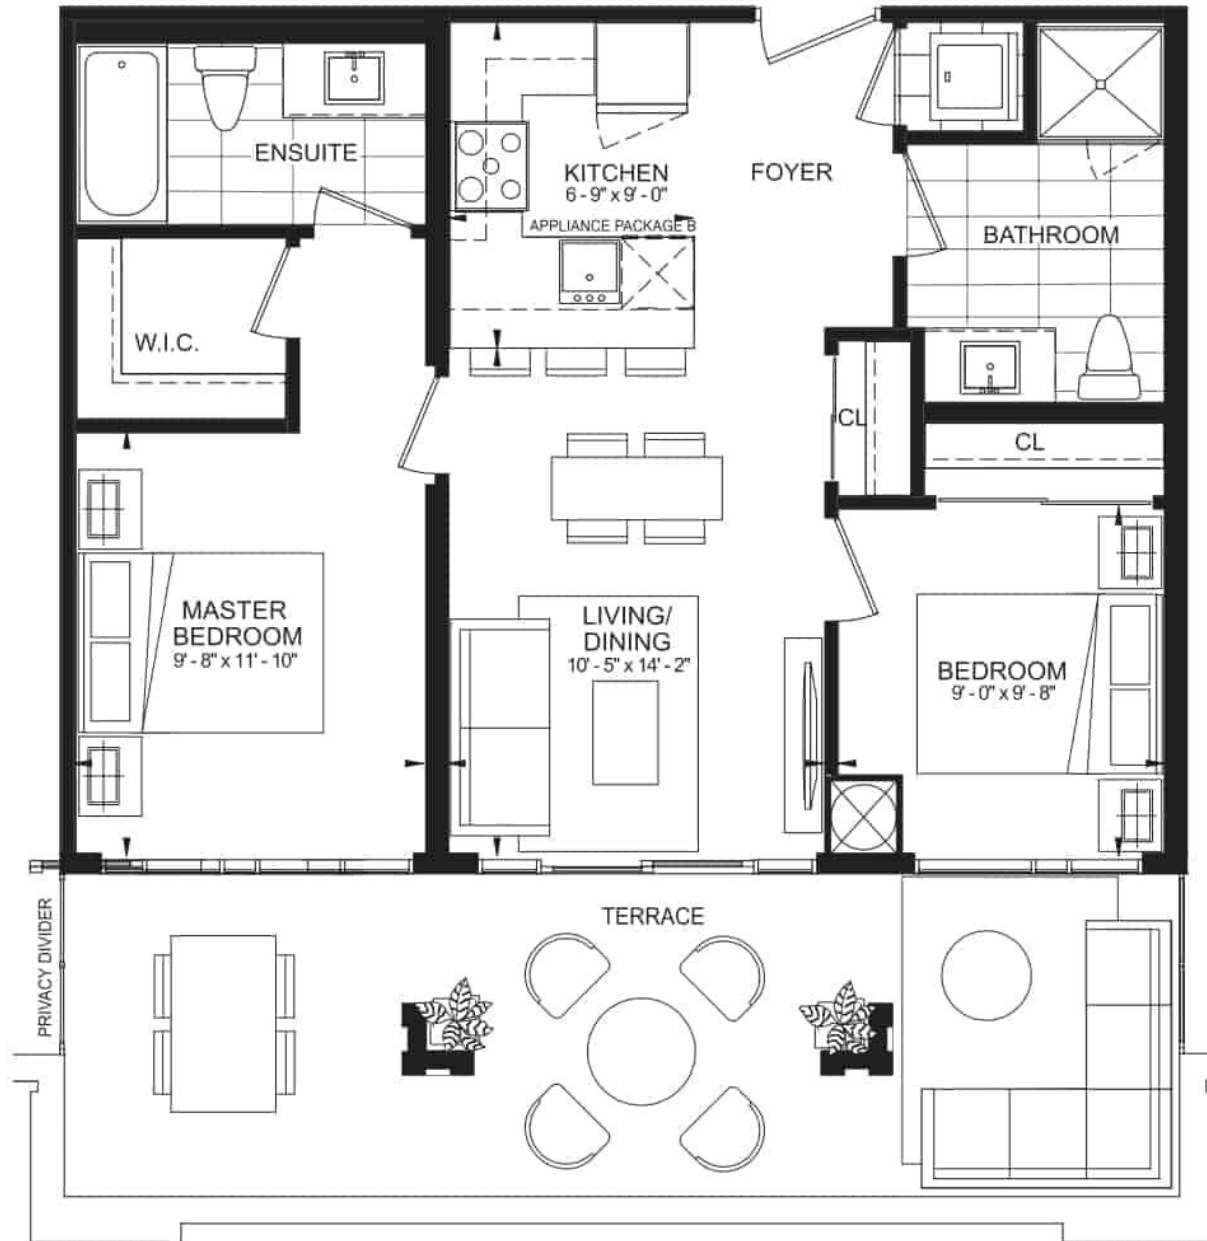 ENSUITE
KITCHEN
6 - 9" x 9' - 0"
APPLIANCE PACKAGE B
FOYER
BATHROOM
W.I.C.
CL
CL
MASTER
BEDROOM
9' - 8" x 11' - 10"
LIVING/
DINING
10' - 5" x 14' - 2"
BEDROOM
9' - 0" x 9' - 8"
TERRACE
PRIVACY DIVIDER